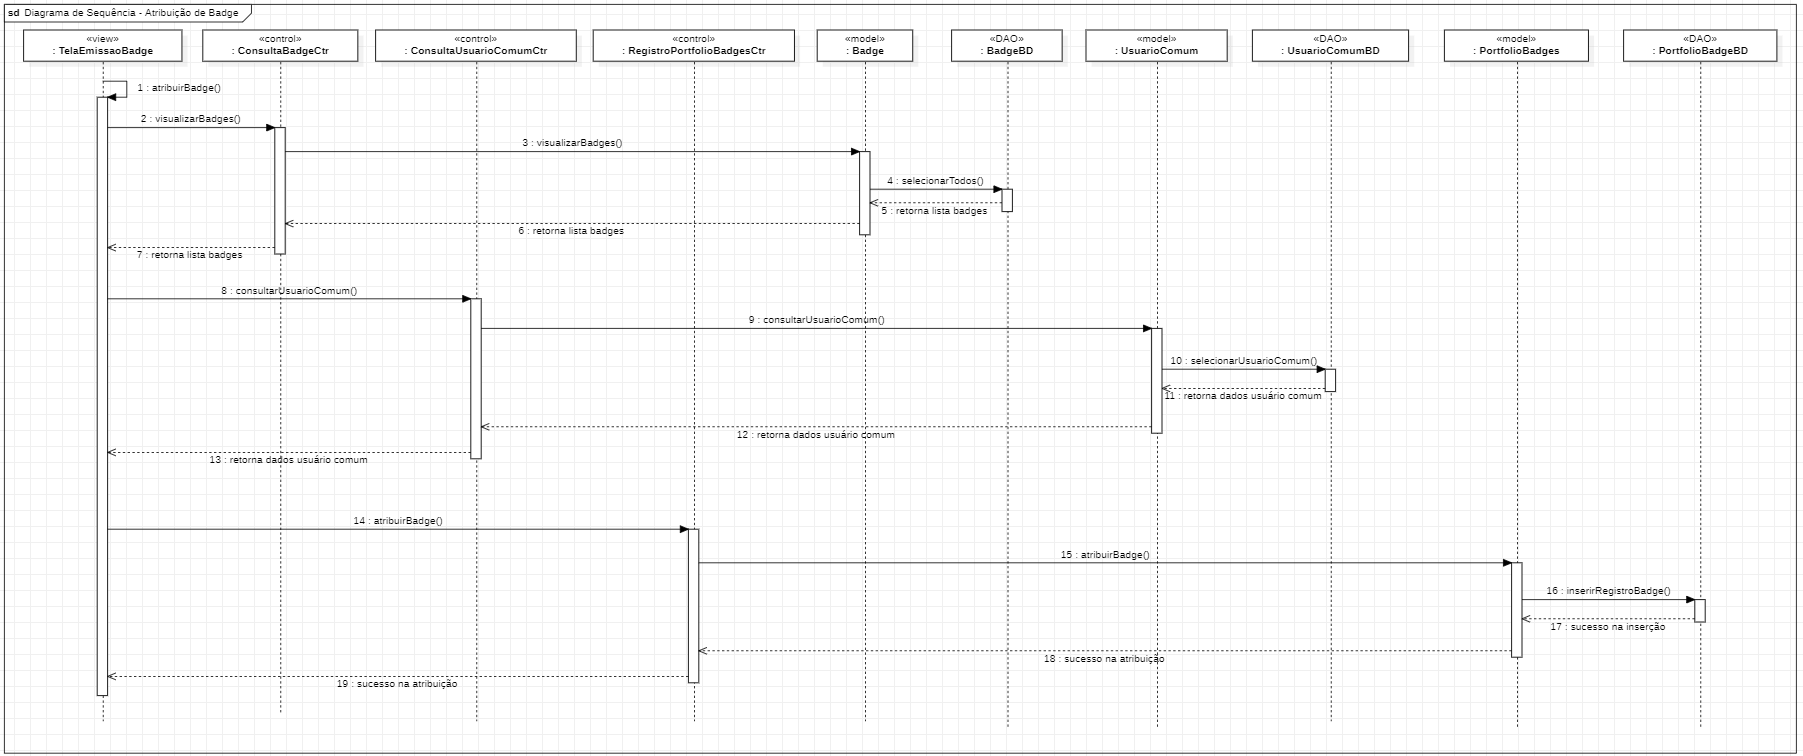 sd Diagrama de Sequência - Atribuição de Badge
«view»
: TelaEmissaoBadge
«control»
: ConsultaBadgeCtr
«control»
: ConsultaUsuarioComumCtr
«control»
: RegistroPortfolioBadgesCtr
«model»
: Badge
«DAO»
: BadgeBD
«model»
: UsuarioComum
«DAO»
: UsuarioComumBD
«model»
: PortfolioBadges
«DAO»
: PortfolioBadgeBD
1 : atribuirBadge()
2 : visualizarBadges()
3 : visualizarBadges()
4 : selecionarTodos()
5 : retorna lista badges
6 : retorna lista badges
7 : retorna lista badges
8 : consultarUsuarioComum()
9 : consultarUsuarioComum()
10 : selecionarUsuarioComum()
11 : retorna dados usuário comum
12 : retorna dados usuário comum
13 : retorna dados usuário comum
14 : atribuirBadge()
15 : atribuirBadge()
16 : inserirRegistroBadge()
17 : sucesso na inserção
18 : sucesso na atribuição
19 : sucesso na atribuição